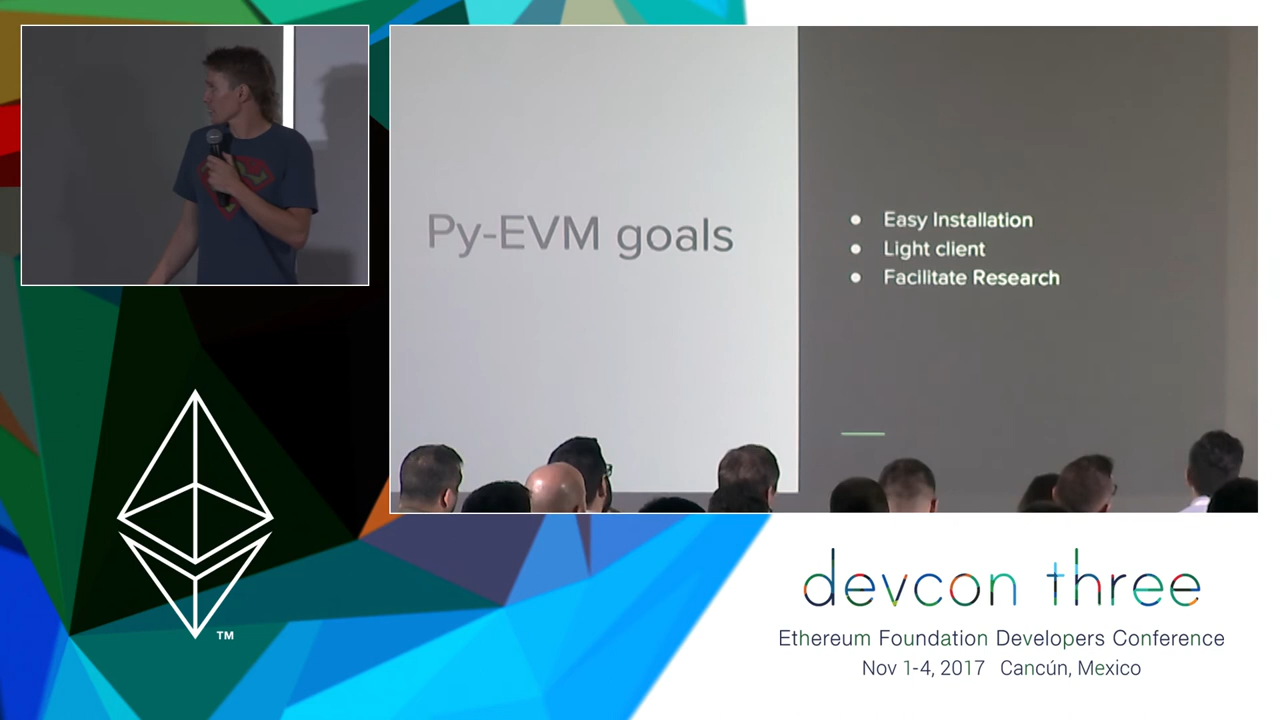 Py-EVM goals
● Easy Installation
● Light client
● Facilitate Research
TM
devcon three
Ethereum Foundation Developers Conference
Nov 1-4, 2017 Cancún, Mexico